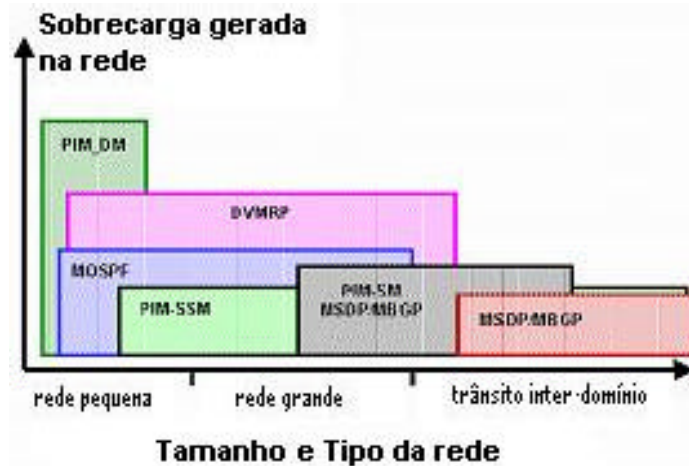 Sobrecarga gerada
na rede
PIM_DM
DVMRP
MOSPF
PIM-SSM
PIM-SM
MSDP/MBGP
MSDP/MBGP
rede pequena
rede grande
trânsito inter-domínio
Tamanho e Tipo da rede